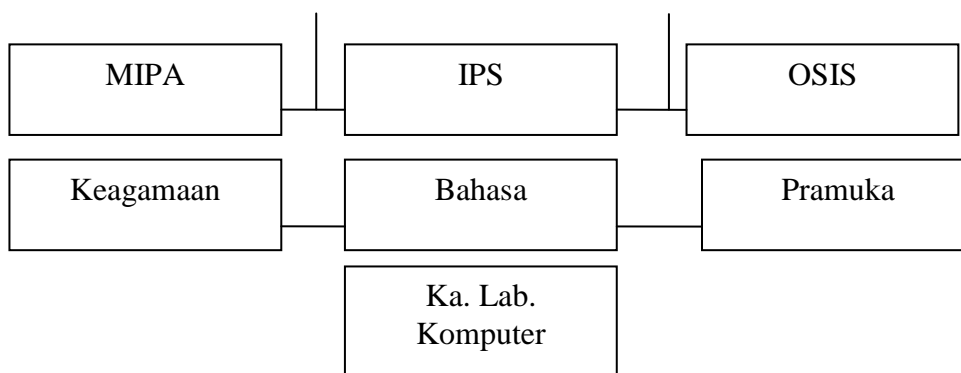 MIPA
IPS
OSIS
Keagamaan
Bahasa
Pramuka
Ka. Lab.
Komputer